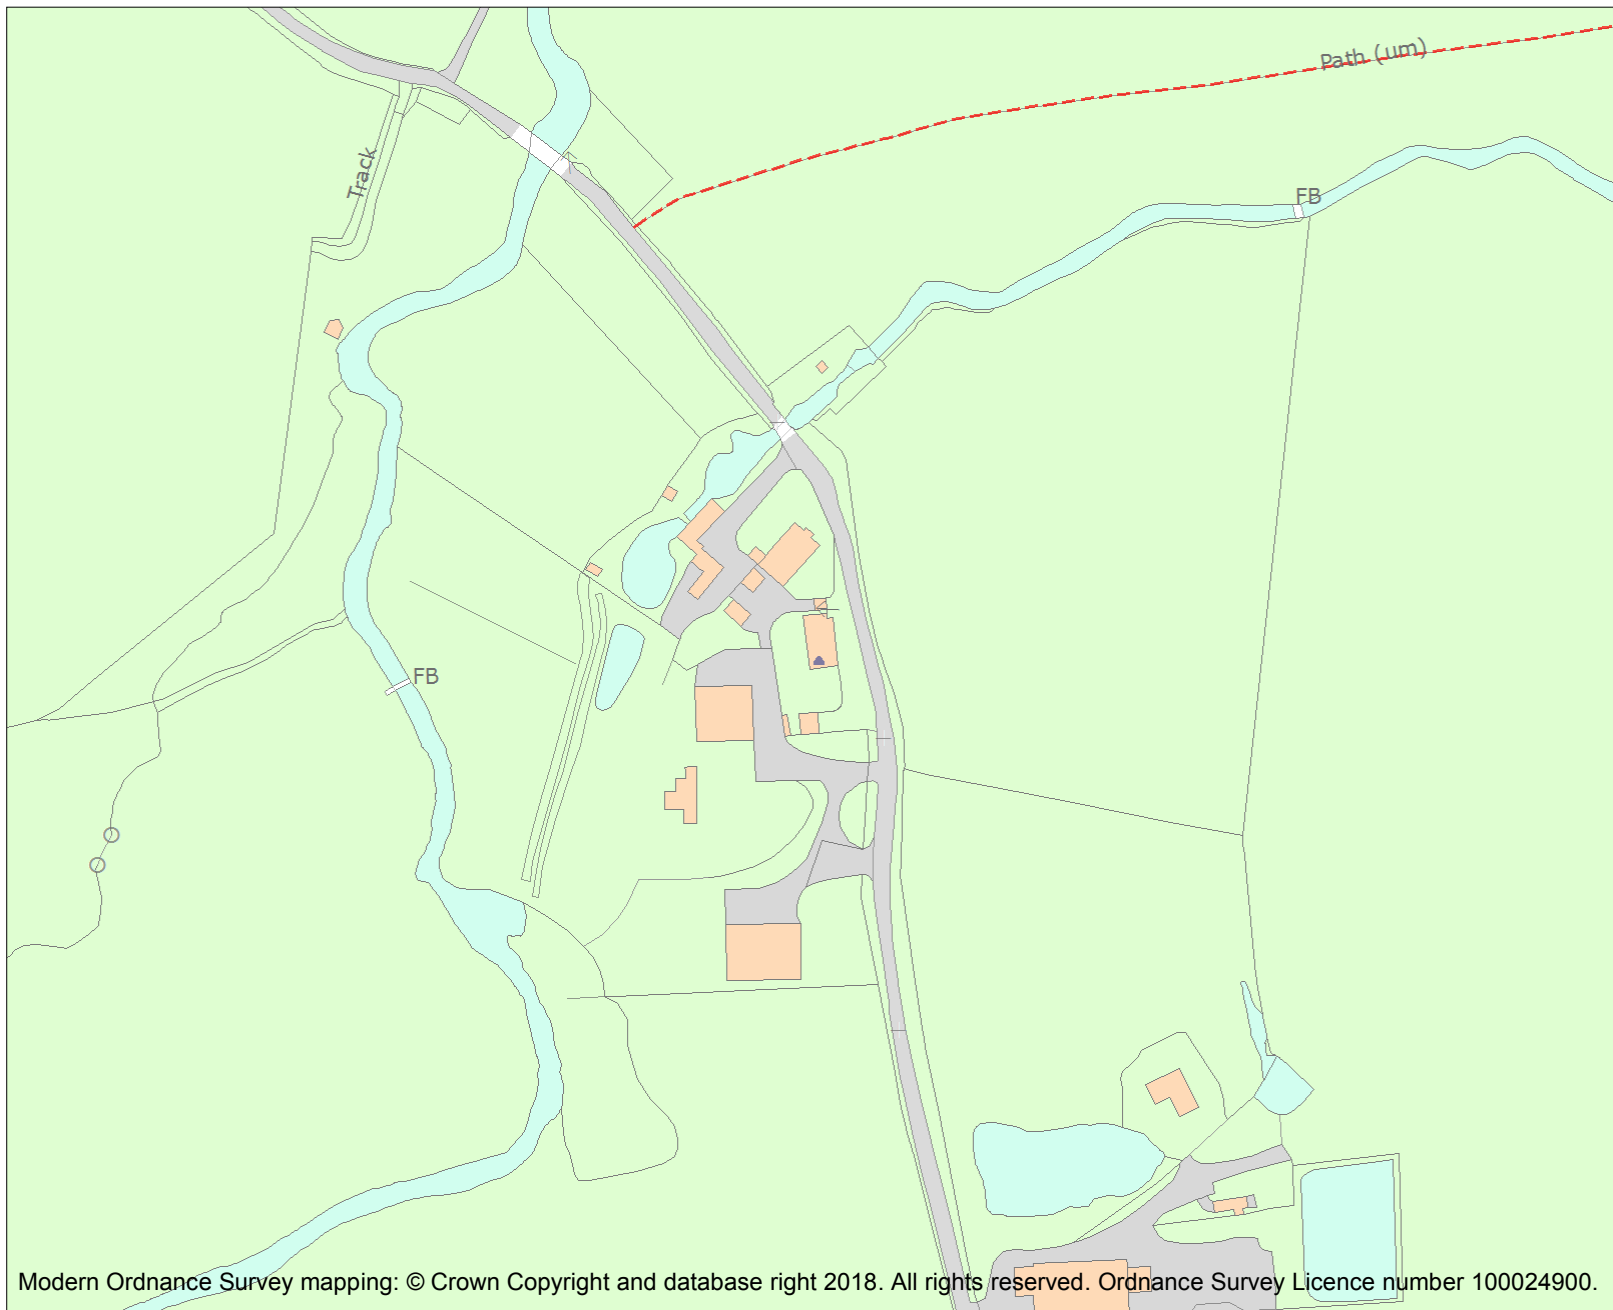 Path (um)
Track
FB
FB
Modern Ordnance Survey mapping: © Crown Copyright and database right 2018. All rights reserved. Ordnance Survey Licence number 100024900.